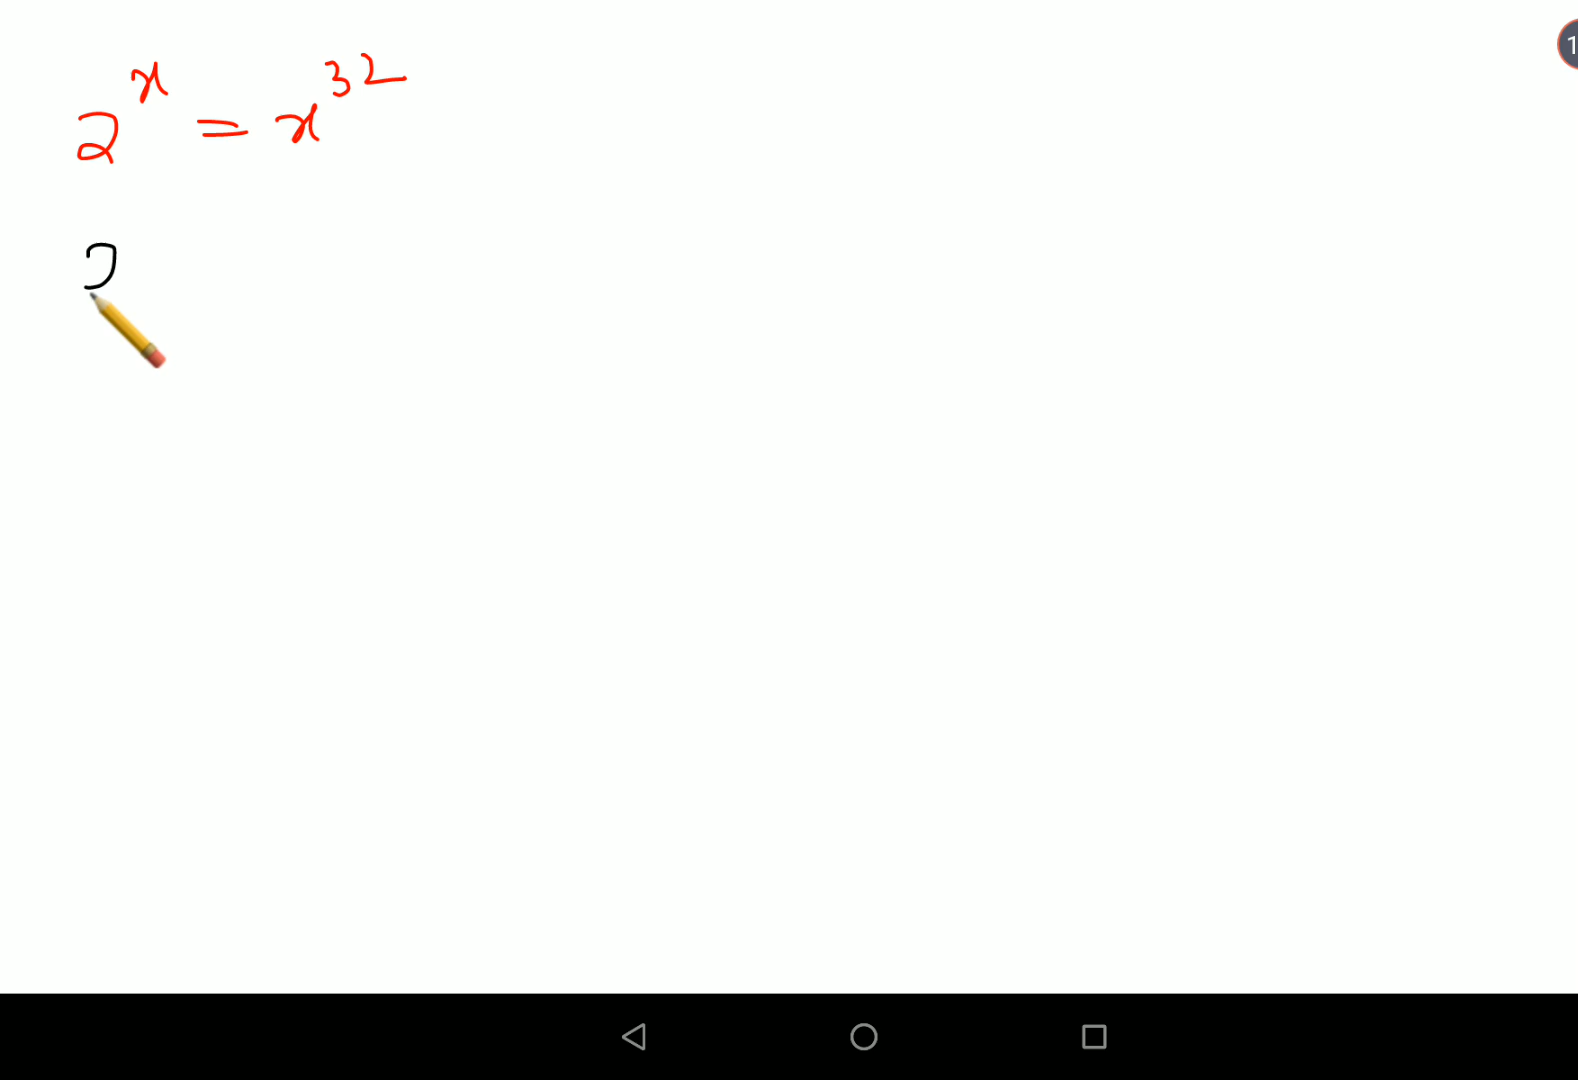 2^x = x^32